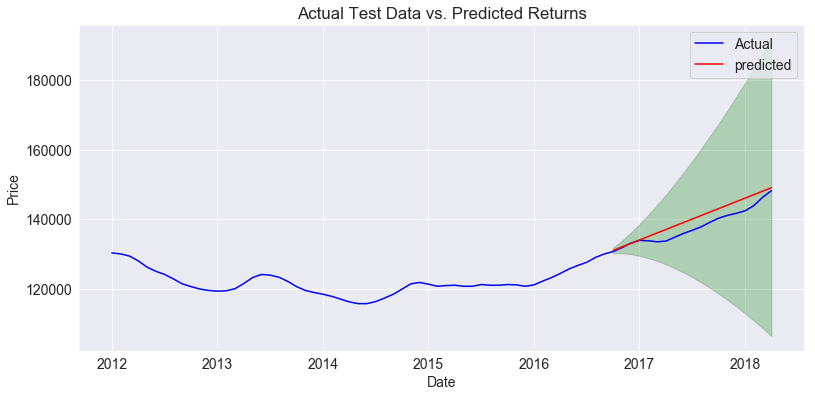 Actual Test Data vs. Predicted Returns
Actual
predicted
180000
160000
140000
120000
Price
2012 2013 2014 2015 2016 2017 2018
Date